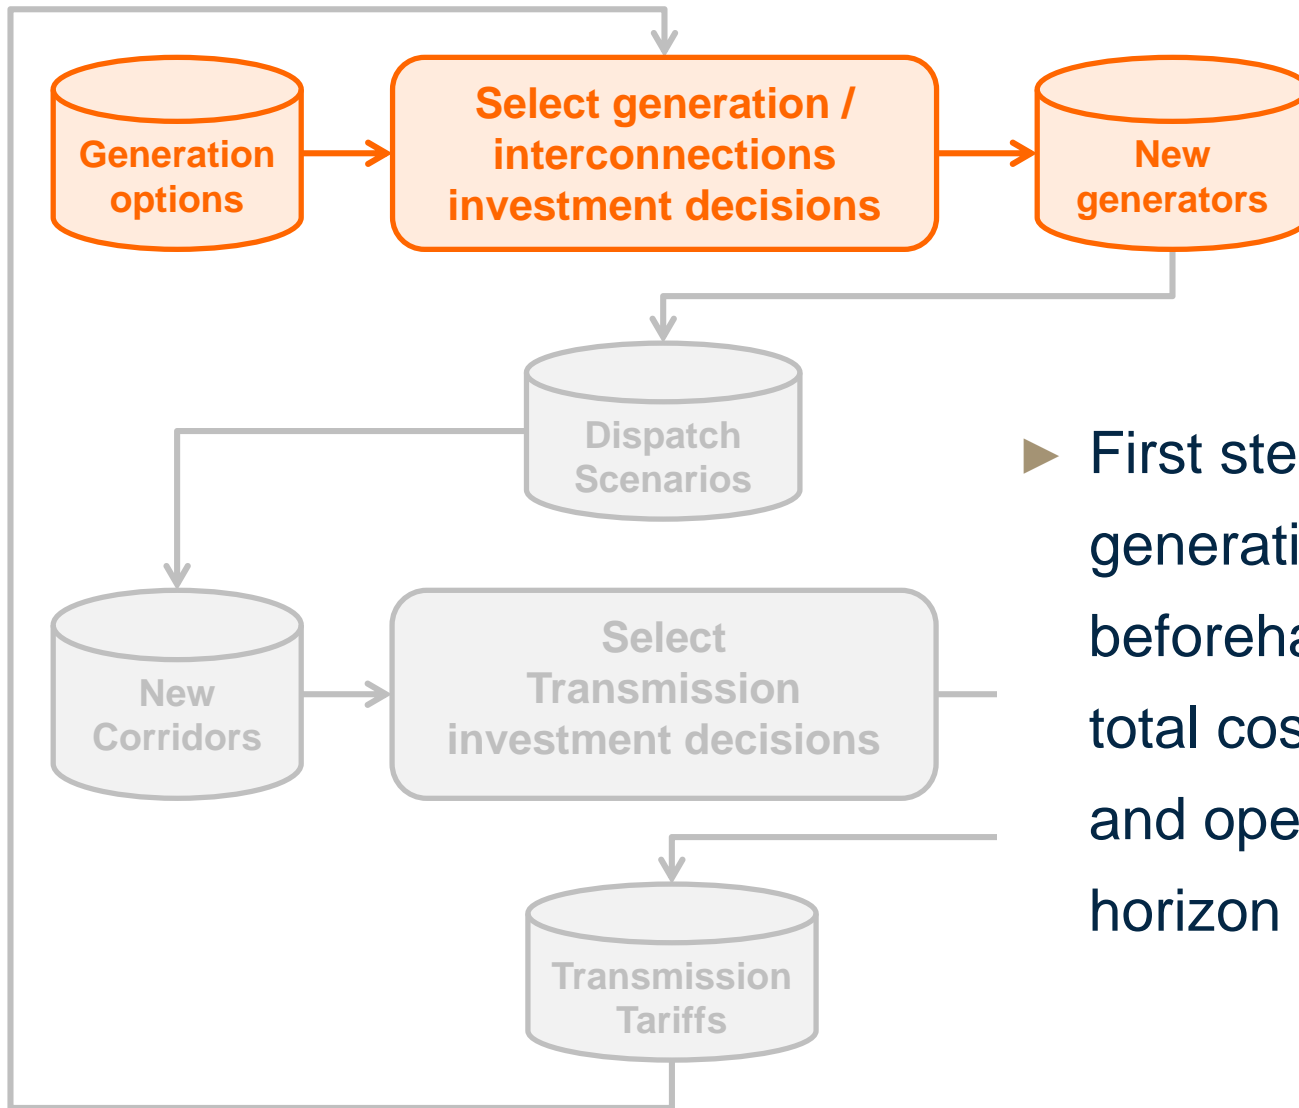 Select generation /
interconnections
investment decisions
Generation
options
New
generators
Dispatch
Scenarios
New
Corridors
Select
Transmission
investment decisions
Transmission
Tariffs
First ste
generati
beforeha
total cos
and ope
horizon